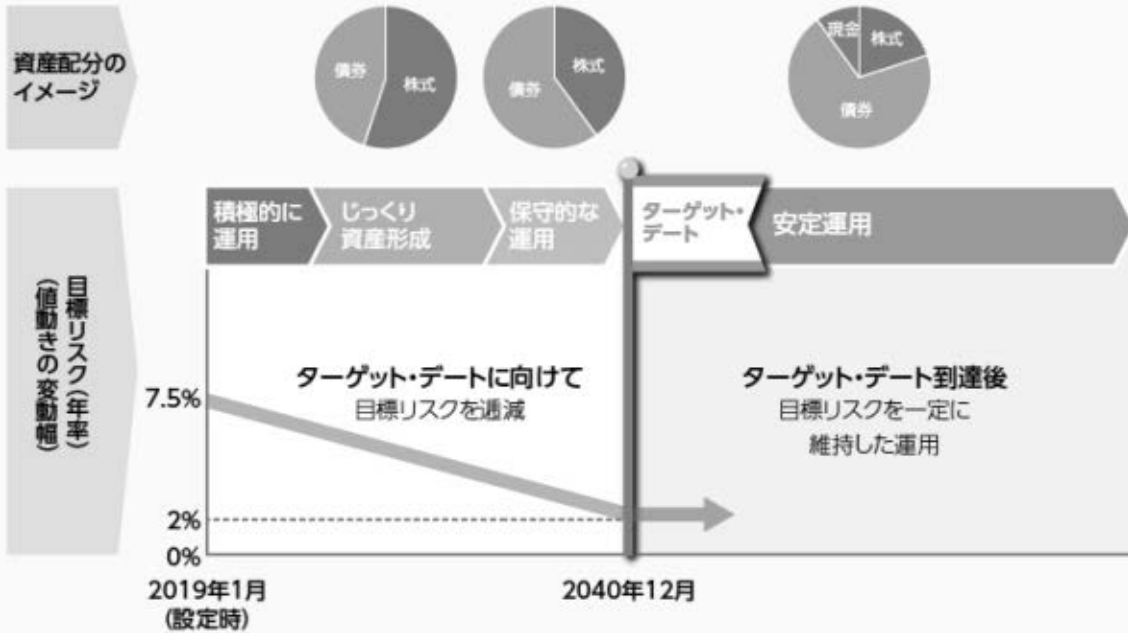 資産配分の
イメージ
債券
株式
債券
株式
現金
株式
債券
積極的に
運用
じっくり
資産形成
保守的な
運用
ターゲット・
デート
安定運用
目標リスク(年率)
(値動きの変動幅)
ターゲット・デートに向けて
目標リスクを逓減
ターゲット・デート到達後
目標リスクを一定に
維持した運用
7.5%
2%
0%
2019年1月
(設定時)
2040年12月